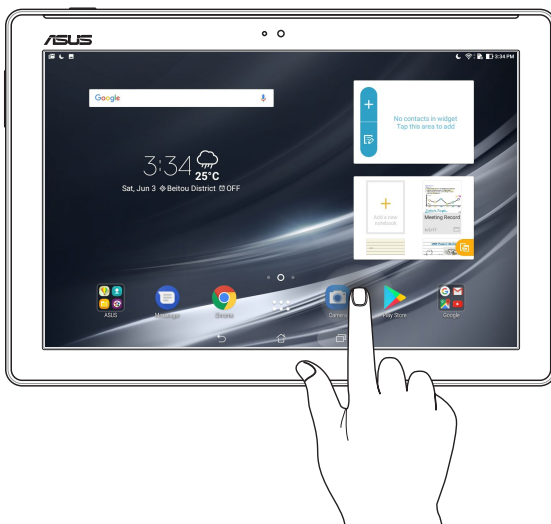 ASUS
3:34 PM
Google
No contacts in widget
Tap this area to add
3:34
25°C
Sat, Jun 3 Beitou District OFF
Add a new
notebook
Meeting Record
ASUS
Messenger
Chrome
Camera
Play Store
Google